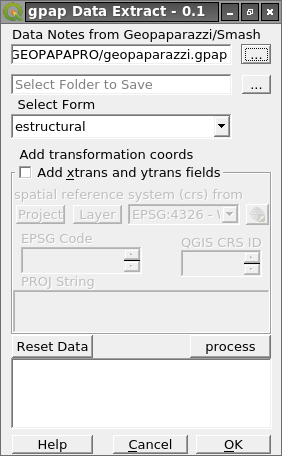 gpap Data Extract - 0.1
Data Notes from Geopaparazzi/Smash
GEOPAPAPRO/geopaparazzi.gpap ...
Select Folder to Save ...
Select Form
estructural
Add transformation coords
Add xtrans and ytrans fields
spatial reference system (crs) from
Project Layer EPSG:4326 -
EPSG Code QGIS CRS ID
PROJ String
Reset Data process
Help Cancel OK